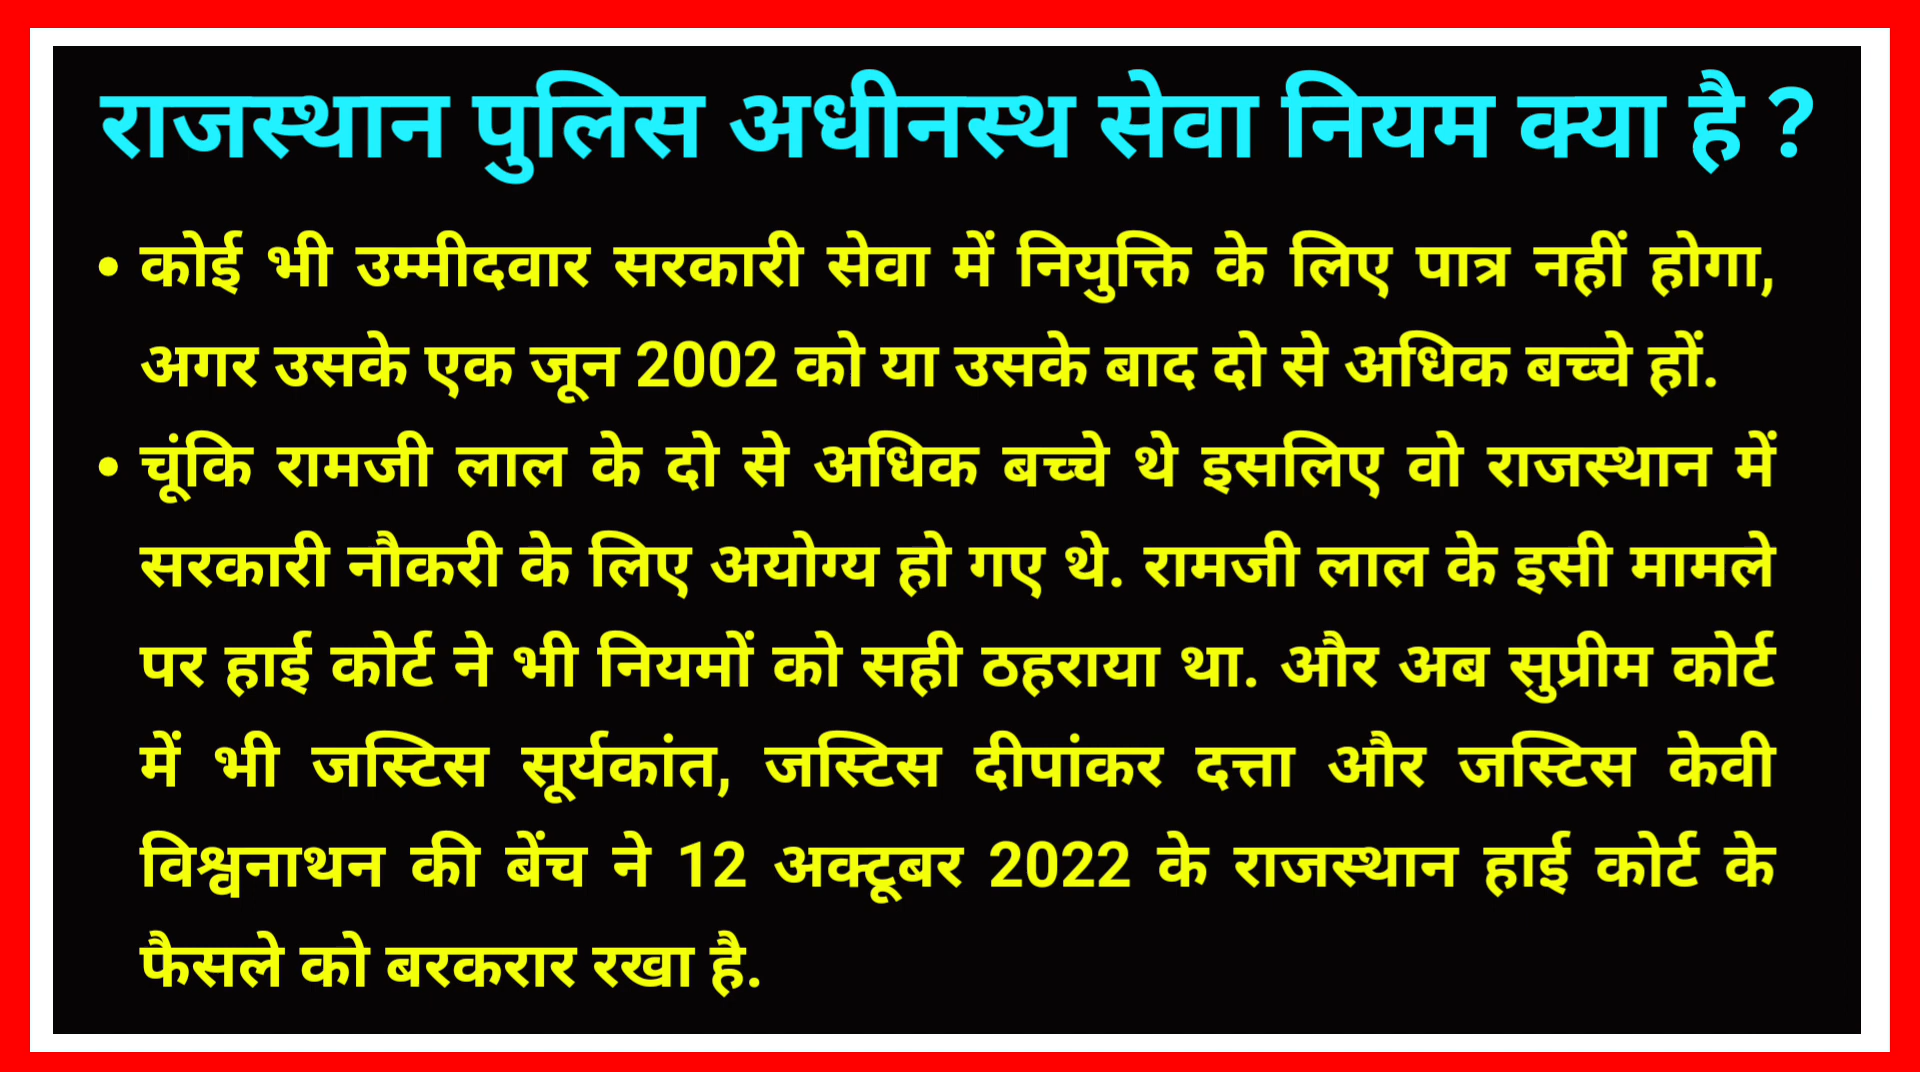 राजस्थान पुलिस अधीनस्थ सेवा नियम क्या है ?
• कोई भी उम्मीदवार सरकारी सेवा में नियुक्ति के लिए पात्र नहीं होगा,
अगर उसके एक जून 2002 को या उसके बाद दो से अधिक बच्चे हों.
• चूंकि रामजी लाल के दो से अधिक बच्चे थे इसलिए वो राजस्थान में
सरकारी नौकरी के लिए अयोग्य हो गए थे. रामजी लाल के इसी मामले
पर हाई कोर्ट ने भी नियमों को सही ठहराया था. और अब सुप्रीम कोर्ट
में भी जस्टिस सूर्यकांत, जस्टिस दीपांकर दत्ता और जस्टिस केवी
विश्वनाथन की बेंच ने 12 अक्टूबर 2022 के राजस्थान हाई कोर्ट के
फैसले को बरकरार रखा है.